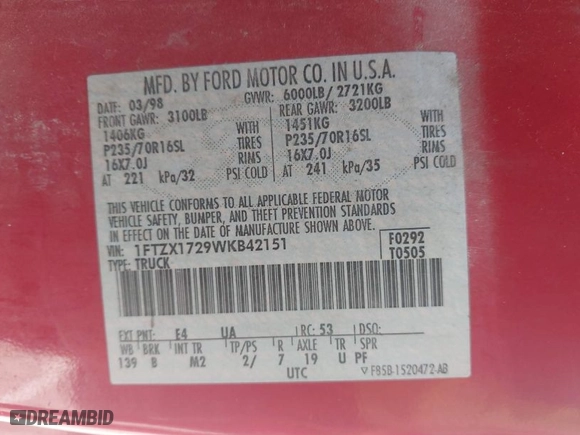 MFD. BY FORD MOTOR CO. IN U.S.A.
DATE: 03/98 GVWR: 6000LB/ 2721KG
FRONT GAWR: 3100LB REAR GAWR: 3200LB
1406KG WITH 1451KG WITH
P235/70R16SL TIRES P235/70R16SL TIRES
16X7.0J RIMS 16X7.0J RIMS
AT 221 kPa/32 PSI COLD AT 241 kPa/35 PSI COLD
THIS VEHICLE CONFORMS TO ALL APPLICABLE FEDERAL MOTOR
VEHICLE SAFETY, BUMPER, AND THEFT PREVENTION STANDARDS
IN EFFECT ON THE DATE OF MANUFACTURE SHOWN ABOVE.
VIN: 1FTZX1729WKB42151 F0292
TYPE: TRUCK T0505
EXT PNT: E4 UA RC: 53 DSO:
WB BRK INT TR TP/PS R AXLE TR SPR
139 B M2 2/ 7 19 U PF
UTC F85B-1520472-AB
DREAMBID